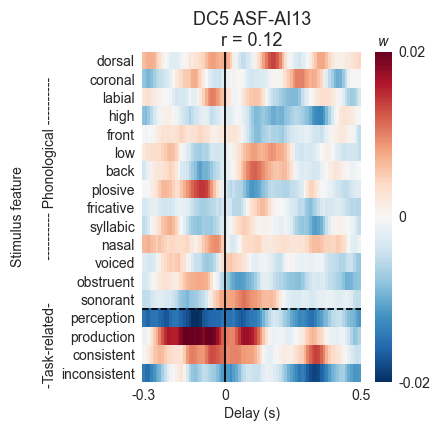 DC5 ASF-AI13
r = 0.12
w
Stimulus feature
---------- Phonological ----------
-Task-related-
dorsal
coronal
labial
high
front
low
back
plosive
fricative
syllabic
nasal
voiced
obstruent
sonorant
perception
production
consistent
inconsistent
0.02
0
-0.02
-0.3 0 0.5
Delay (s)